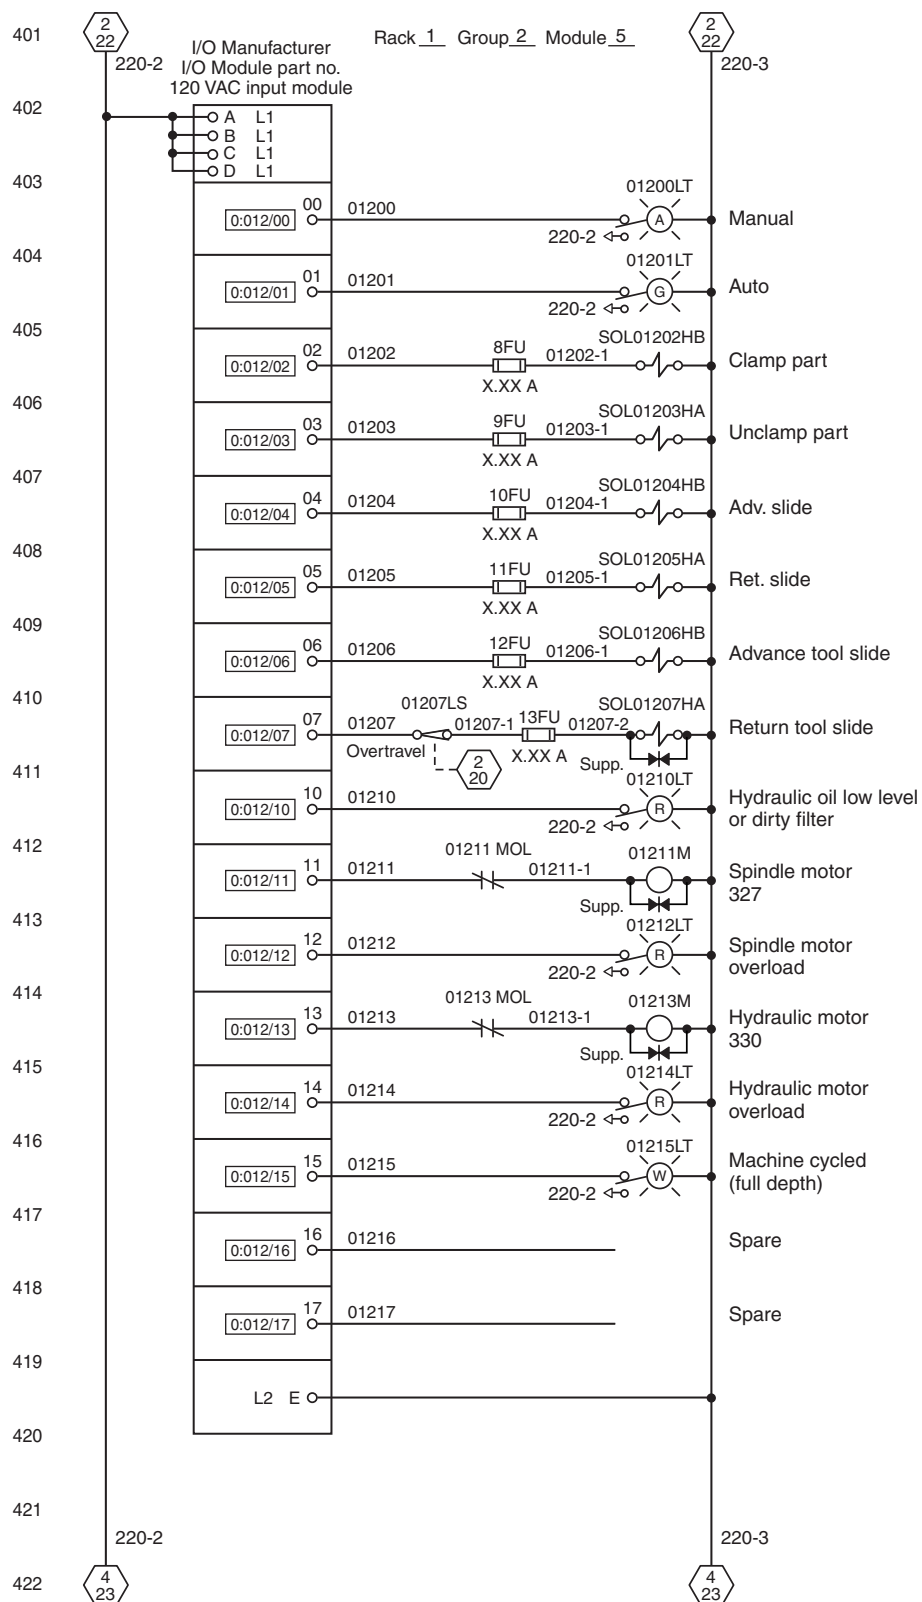 401
2
22
220-2
I/O Manufacturer
I/O Module part no.
120 VAC input module
Rack 1 Group 2 Module 5
2
22
220-3
402
A L1
B L1
C L1
D L1
403
0:012/00 00 01200 220-2 01200LT A Manual
404
0:012/01 01 01201 220-2 01201LT G Auto
405
0:012/02 02 01202 8FU X.XX A 01202-1 SOL01202HB Clamp part
406
0:012/03 03 01203 9FU X.XX A 01203-1 SOL01203HA Unclamp part
407
0:012/04 04 01204 10FU X.XX A 01204-1 SOL01204HB Adv. slide
408
0:012/05 05 01205 11FU X.XX A 01205-1 SOL01205HA Ret. slide
409
0:012/06 06 01206 12FU X.XX A 01206-1 SOL01206HB Advance tool slide
410
0:012/07 07 01207 01207LS Overtravel 01207-1 13FU X.XX A 01207-2 SOL01207HA Supp. Return tool slide
2
20
411
0:012/10 10 01210 220-2 01210LT R Hydraulic oil low level
or dirty filter
412
0:012/11 11 01211 01211 MOL 01211-1 01211M Supp. Spindle motor
327
413
0:012/12 12 01212 220-2 01212LT R Spindle motor
overload
414
0:012/13 13 01213 01213 MOL 01213-1 01213M Supp. Hydraulic motor
330
415
0:012/14 14 01214 220-2 01214LT R Hydraulic motor
overload
416
0:012/15 15 01215 220-2 01215LT W Machine cycled
(full depth)
417
0:012/16 16 01216 Spare
418
0:012/17 17 01217 Spare
419
L2 E
420
421
220-2
220-3
422
4
23
4
23